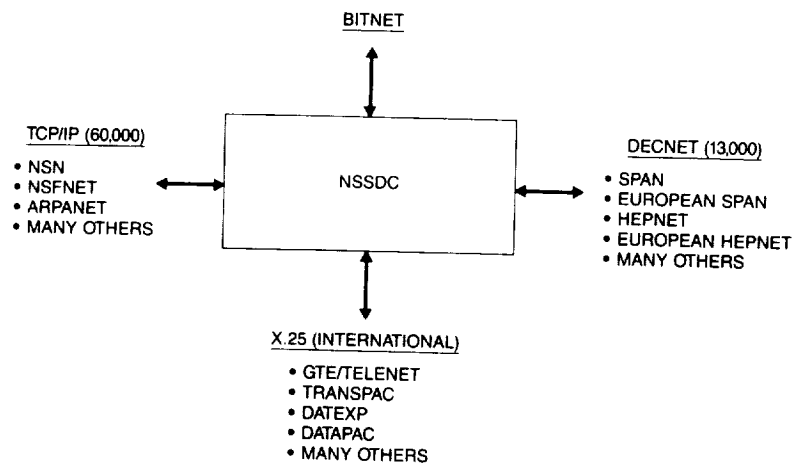 BITNET
TCP/IP (60,000)
• NSN
• NSFNET
• ARPANET
• MANY OTHERS
NSSDC
DECNET (13,000)
• SPAN
• EUROPEAN SPAN
• HEPNET
• EUROPEAN HEPNET
• MANY OTHERS
X.25 (INTERNATIONAL)
• GTE/TELENET
• TRANSPAC
• DATEXP
• DATAPAC
• MANY OTHERS